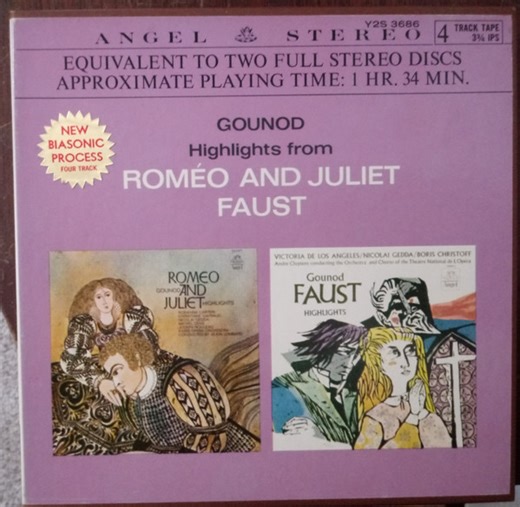 Y2S 3686
ANGEL STEREO
4 TRACK TAPE
3¾ IPS
EQUIVALENT TO TWO FULL STEREO DISCS
APPROXIMATE PLAYING TIME: 1 HR. 34 MIN.
NEW
BIASONIC
PROCESS
FOUR TRACK
GOUNOD
Highlights from
ROMÉO AND JULIET
FAUST
ROMEO
GOUNOD AND
JULIET HIGHLIGHTS
VICTORIA DE LOS ANGELES/NICOLAI GEDDA/BORIS CHRISTOFF
Gounod
FAUST
HIGHLIGHTS